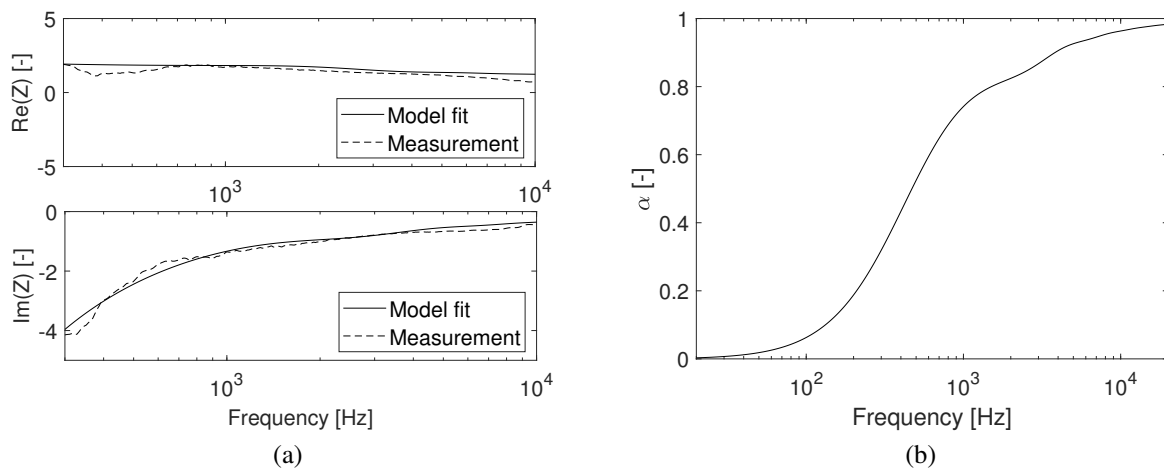 5
0
-5
Re(Z) [-]
Model fit
Measurement
10^3
10^4
0
-2
-4
Im(Z) [-]
Model fit
Measurement
10^3
10^4
Frequency [Hz]
(a)
1
0.8
0.6
0.4
0.2
0
α [-]
10^2
10^3
10^4
Frequency [Hz]
(b)